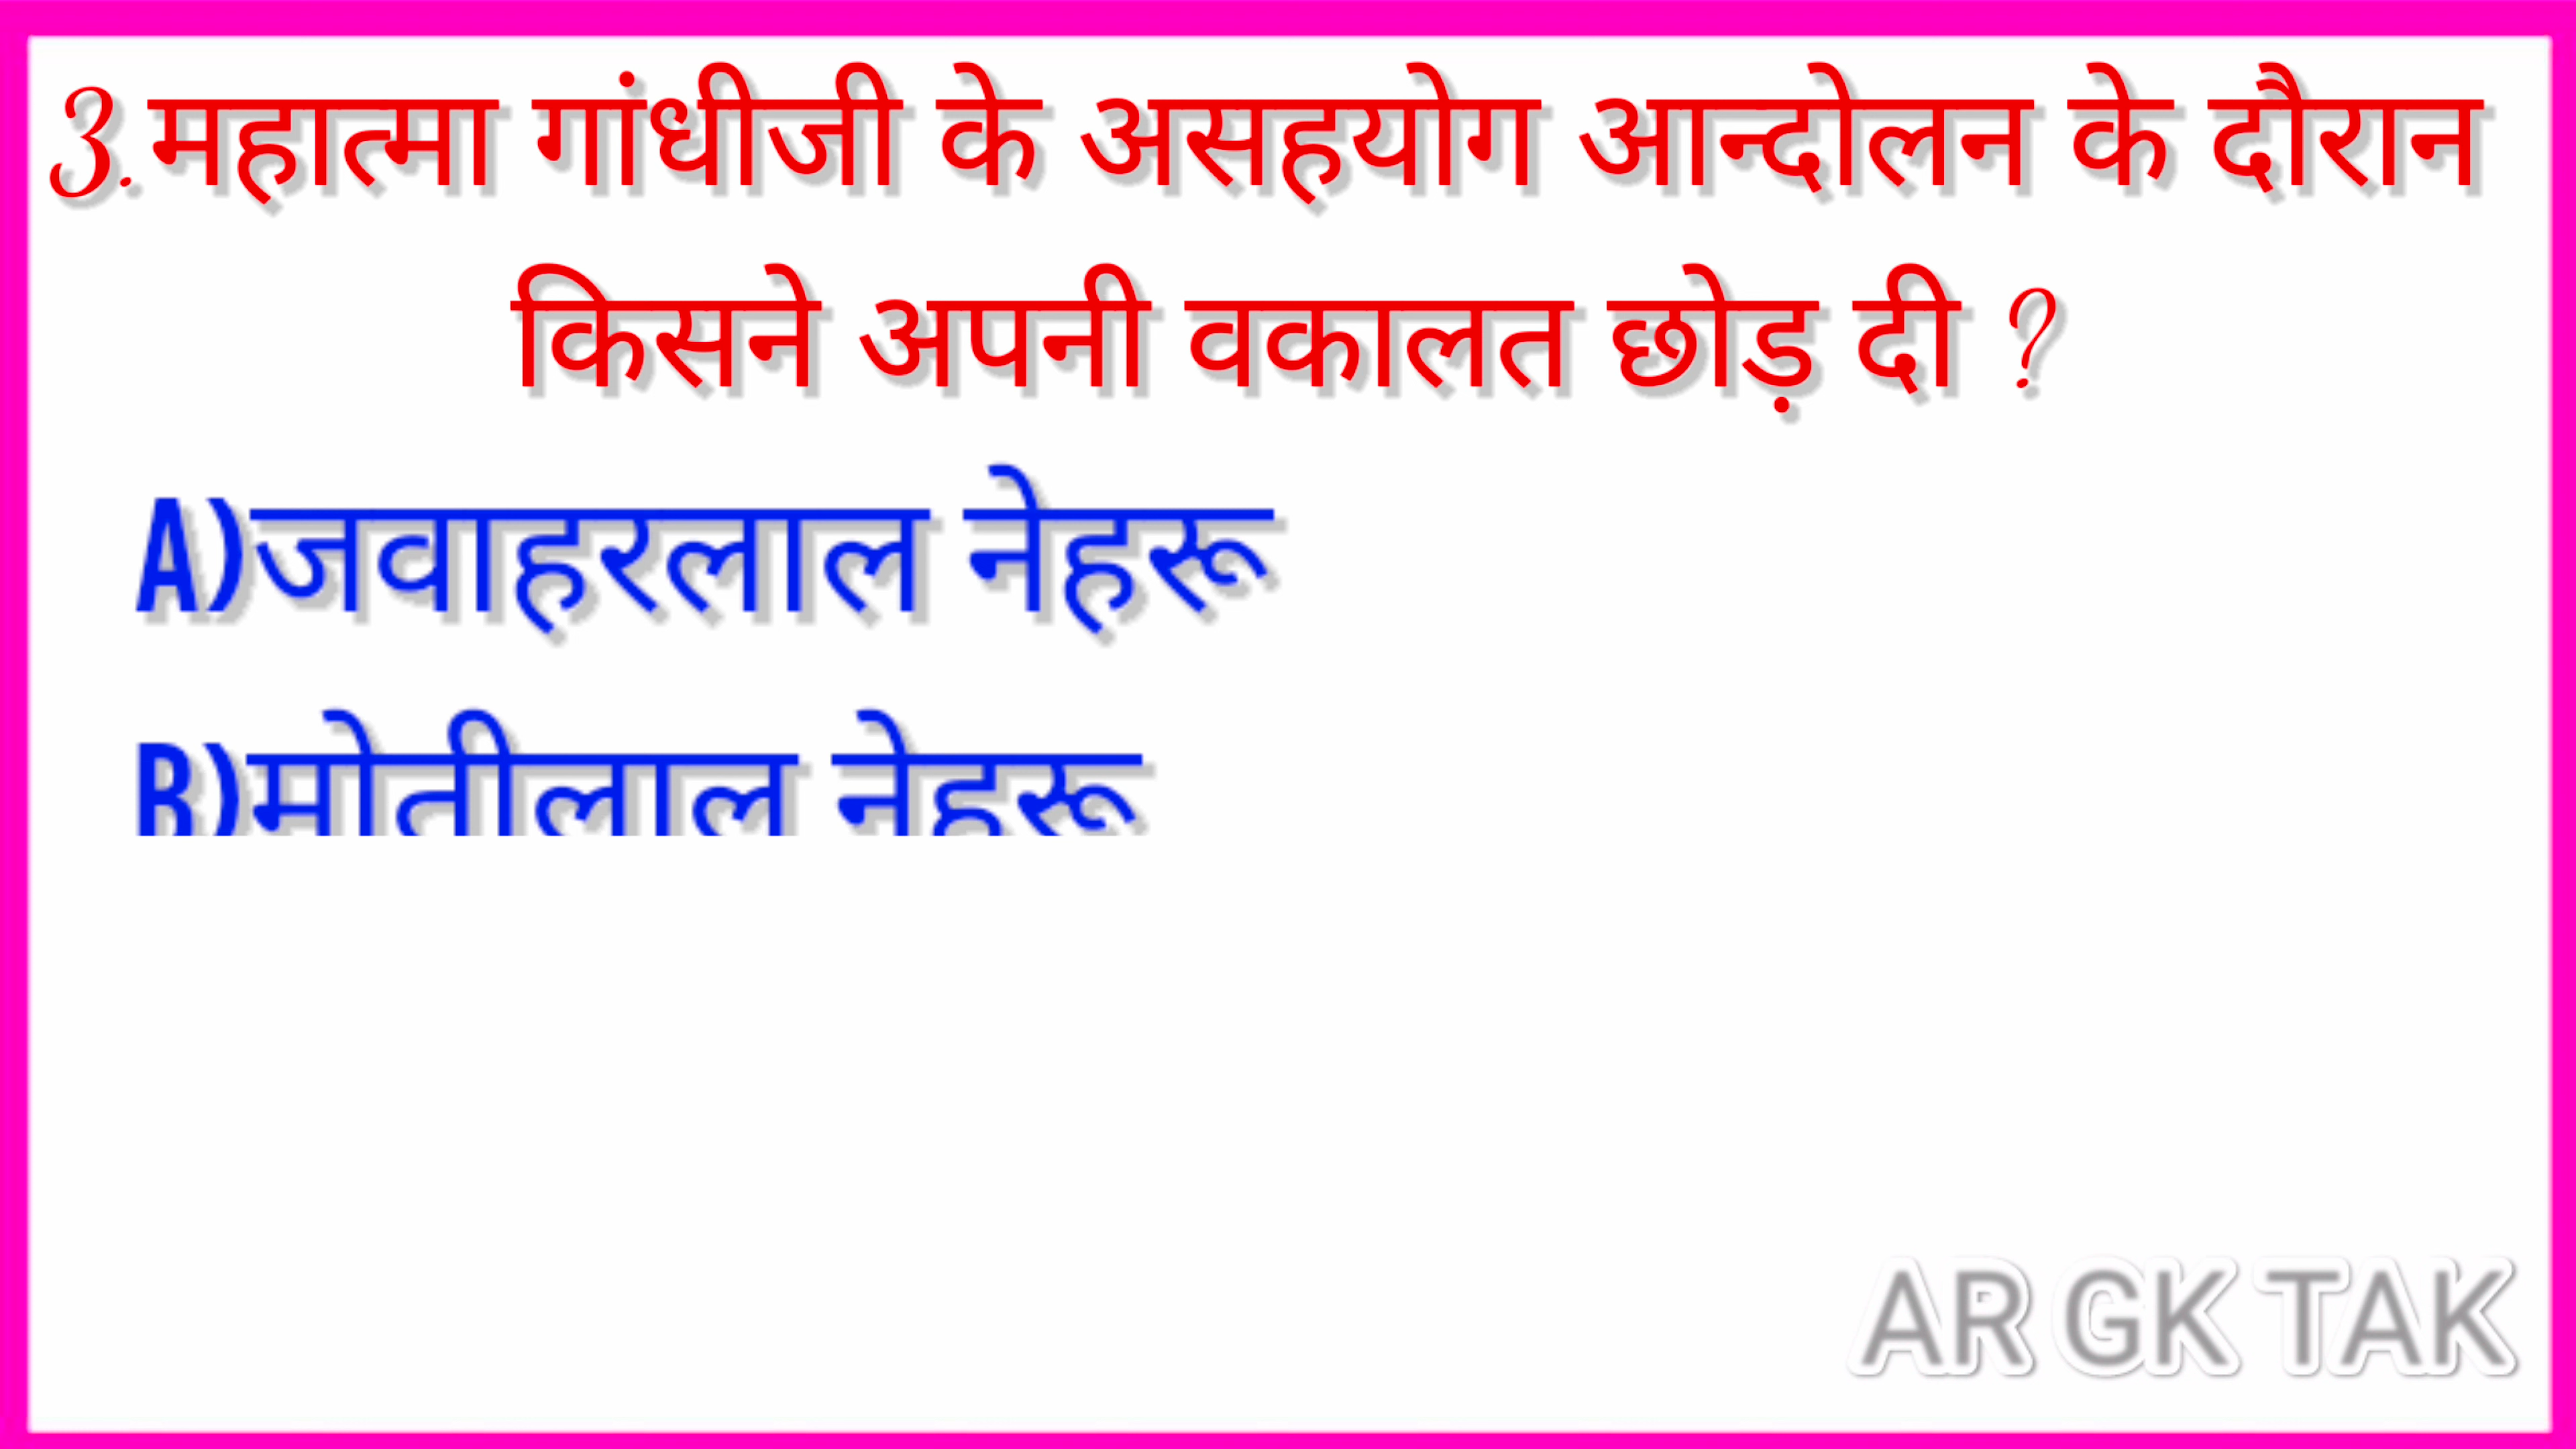 3.महात्मा गांधीजी के असहयोग आन्दोलन के दौरान
किसने अपनी वकालत छोड़ दी ?
A)जवाहरलाल नेहरू
B)मोतीलाल नेहरू
AR GK TAK